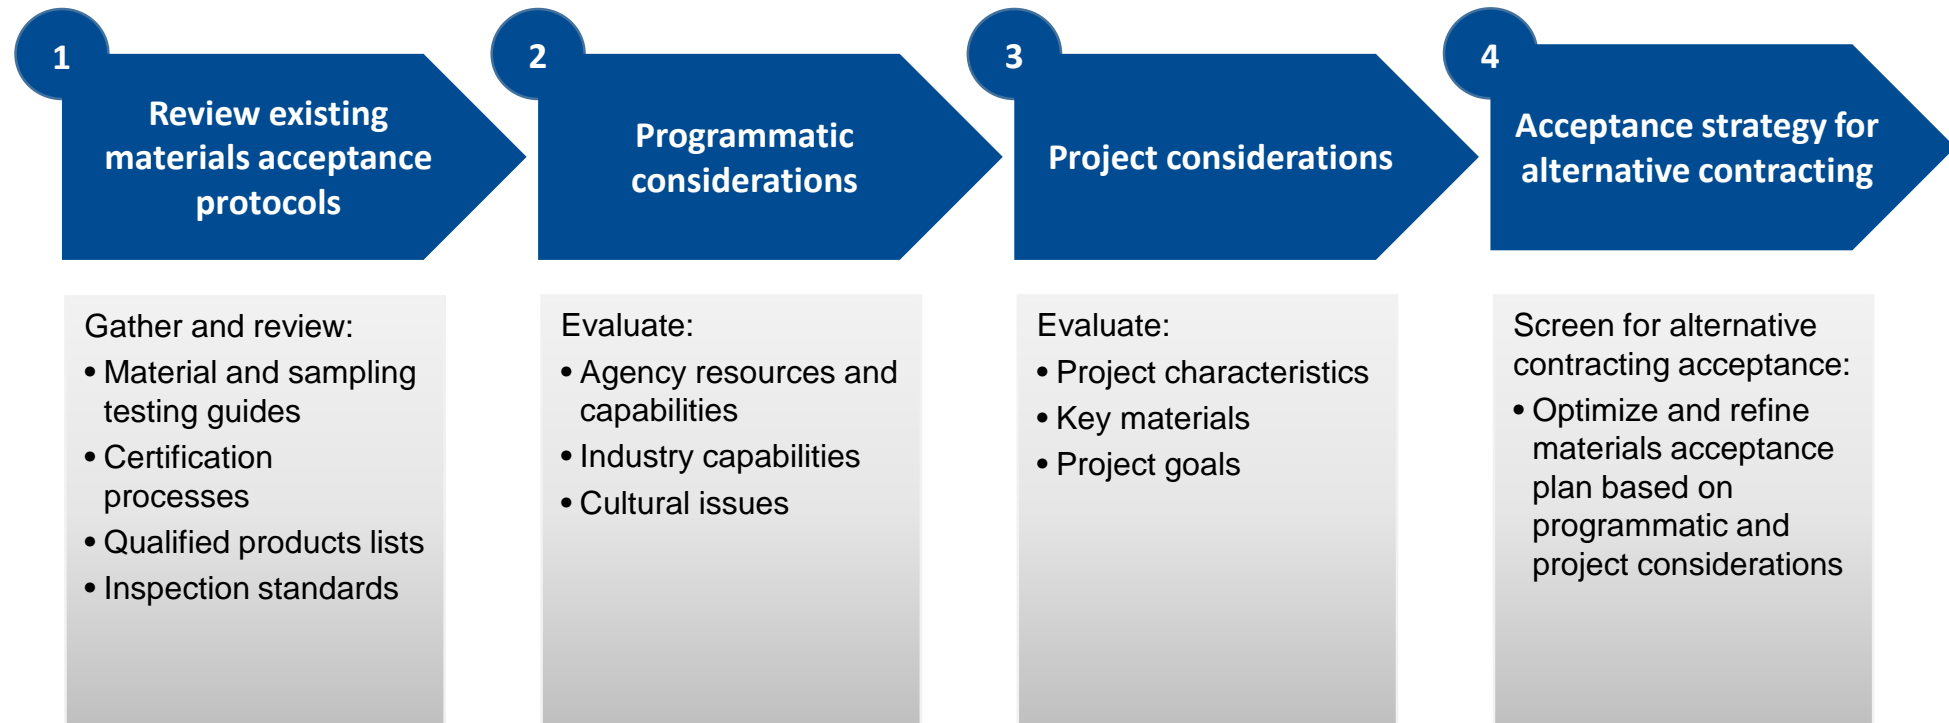 1
Review existing
materials acceptance
protocols
Gather and review:
• Material and sampling
testing guides
• Certification
processes
• Qualified products lists
• Inspection standards
2
Programmatic
considerations
Evaluate:
• Agency resources and
capabilities
• Industry capabilities
• Cultural issues
3
Project considerations
Evaluate:
• Project characteristics
• Key materials
• Project goals
4
Acceptance strategy for
alternative contracting
Screen for alternative
contracting acceptance:
• Optimize and refine
materials acceptance
plan based on
programmatic and
project considerations